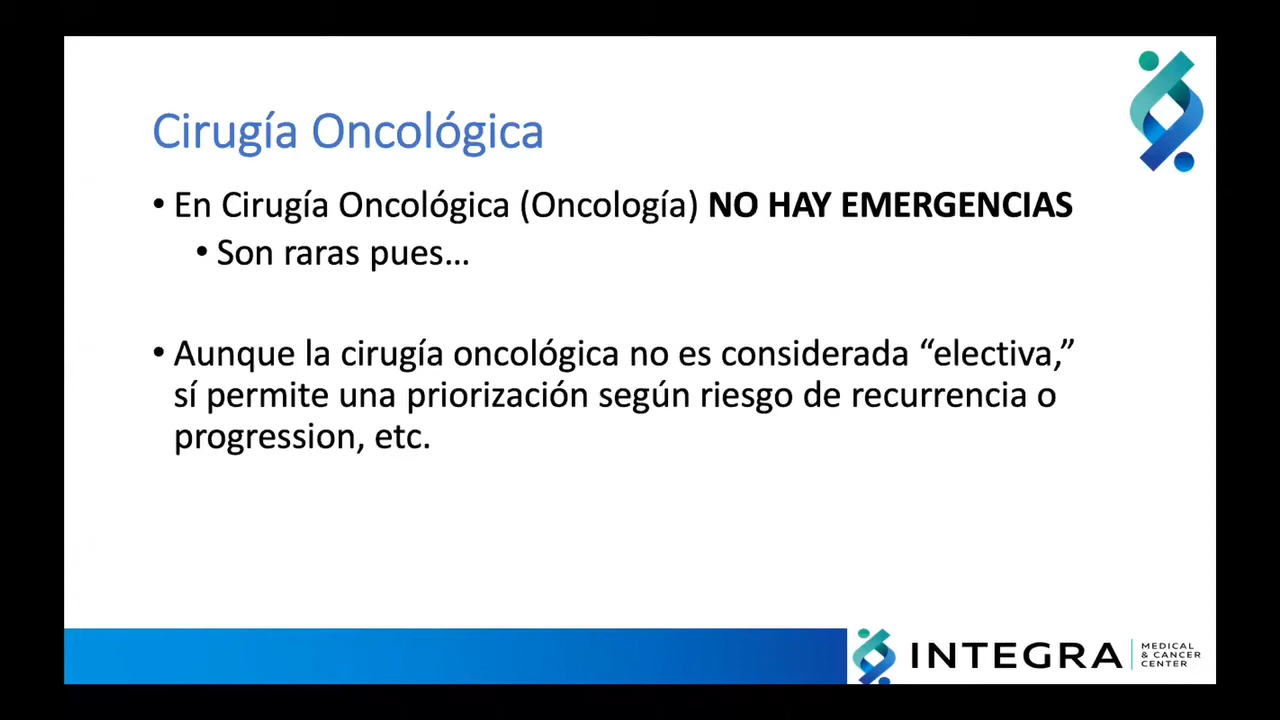 Cirugía Oncológica
• En Cirugía Oncológica (Oncología) NO HAY EMERGENCIAS
• Son raras pues...
• Aunque la cirugía oncológica no es considerada “electiva,”
sí permite una priorización según riesgo de recurrencia o
progression, etc.
INTEGRA
MEDICAL
& CANCER
CENTER